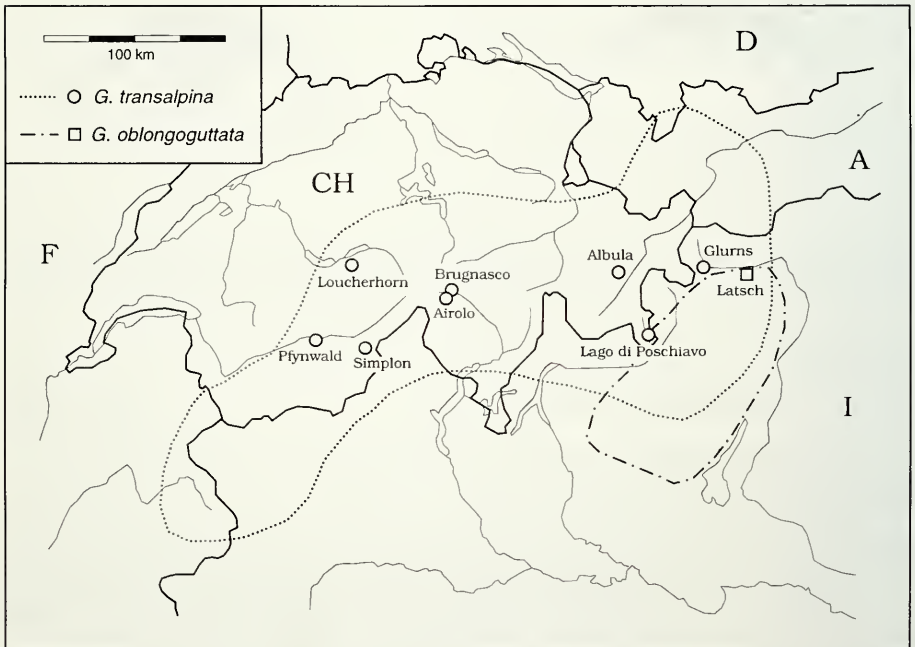 100 km
G. transalpina
G. oblongoguttata
D
A
CH
F
Albula
Glurns
Loucherhorn
Brugnasco
Latsch
Airolo
Pfynwald
Simplon
Lago di Poschiavo
I